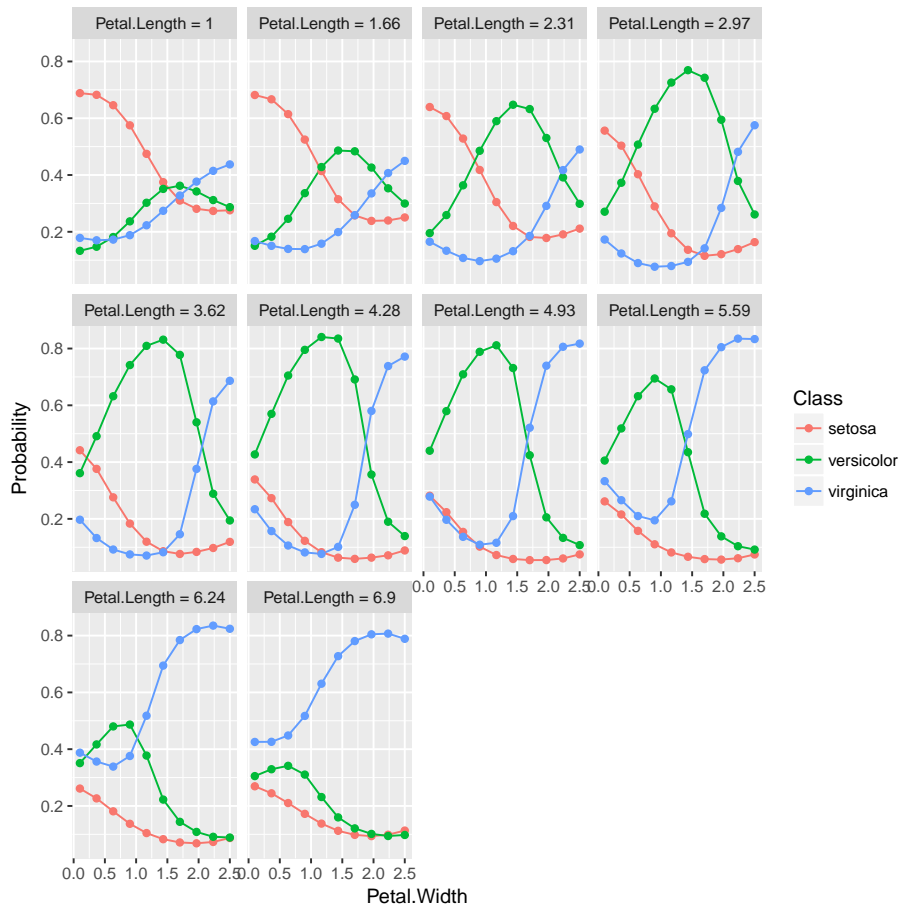 Petal.Length = 1
Petal.Length = 1.66
Petal.Length = 2.31
Petal.Length = 2.97
0.8
0.6
0.4
0.2
Petal.Length = 3.62
Petal.Length = 4.28
Petal.Length = 4.93
Petal.Length = 5.59
0.8
0.6
0.4
0.2
Probability
Class
setosa
versicolor
virginica
0.0 0.5 1.0 1.5 2.0 2.5
0.0 0.5 1.0 1.5 2.0 2.5
Petal.Length = 6.24
Petal.Length = 6.9
0.8
0.6
0.4
0.2
0.0 0.5 1.0 1.5 2.0 2.5
0.0 0.5 1.0 1.5 2.0 2.5
Petal.Width